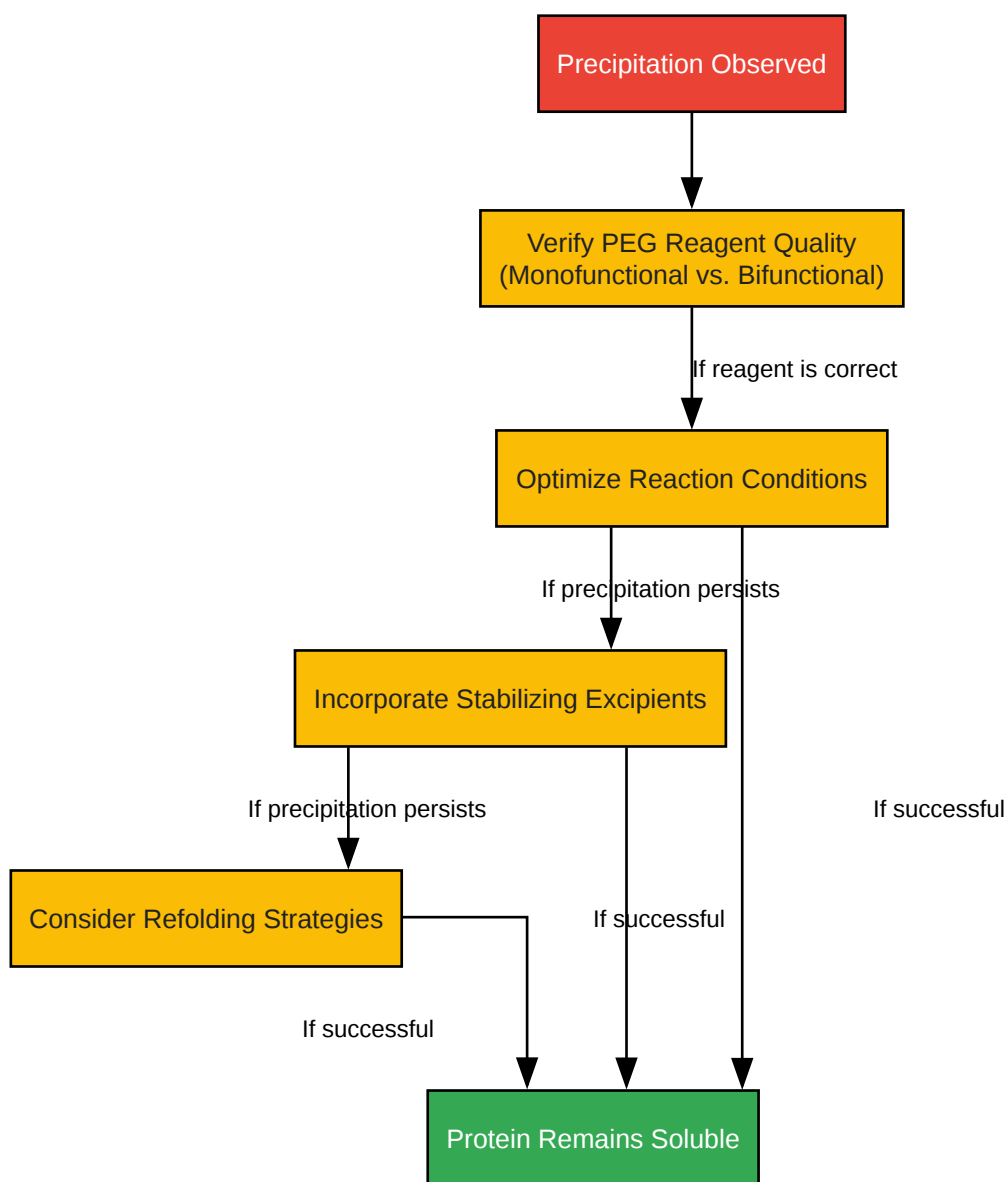 Precipitation Observed
Verify PEG Reagent Quality
(Monofunctional vs. Bifunctional)
If reagent is correct
Optimize Reaction Conditions
If precipitation persists
Incorporate Stabilizing Excipients
If precipitation persists
If successful
Consider Refolding Strategies
If successful
If successful
Protein Remains Soluble